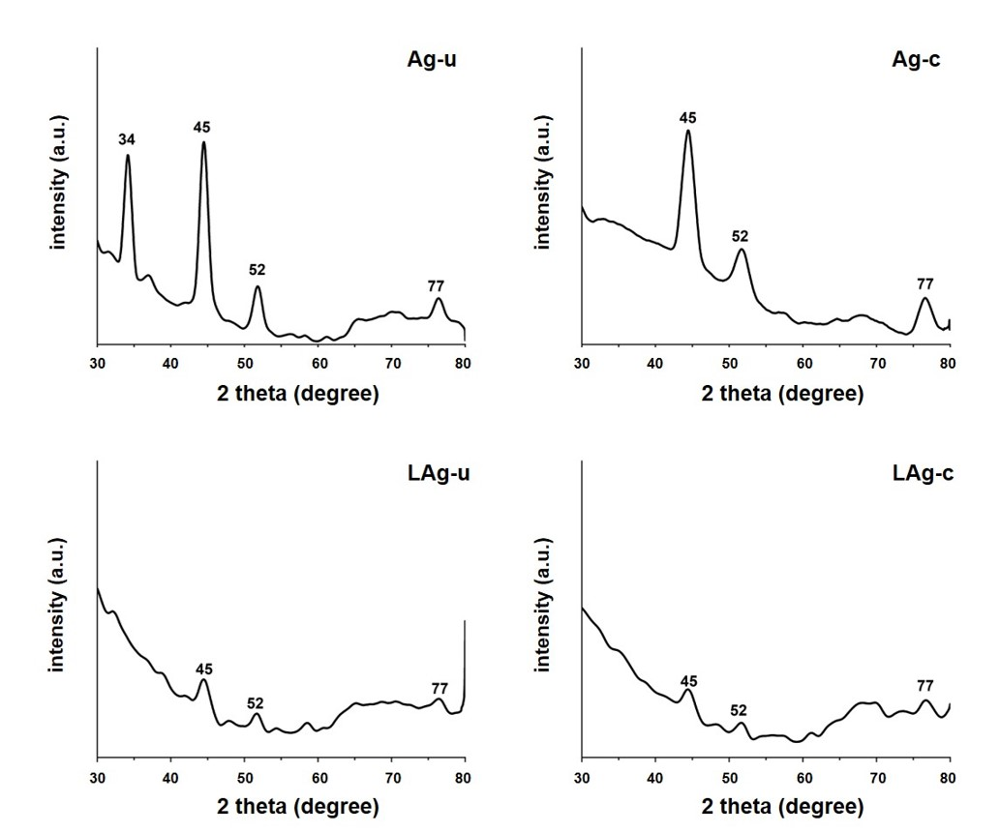 Ag-u
34
45
52
77
intensity (a.u.)
30 40 50 60 70 80
2 theta (degree)
Ag-c
45
52
77
intensity (a.u.)
30 40 50 60 70 80
2 theta (degree)
LAg-u
45
52
77
intensity (a.u.)
30 40 50 60 70 80
2 theta (degree)
LAg-c
45
52
77
intensity (a.u.)
30 40 50 60 70 80
2 theta (degree)